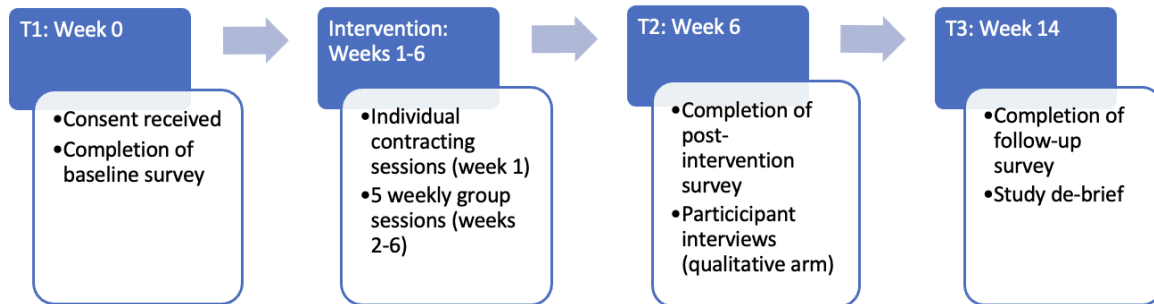 T1: Week 0
•Consent received
•Completion of
baseline survey
Intervention:
Weeks 1-6
•Individual
contracting
sessions (week 1)
•5 weekly group
sessions (weeks
2-6)
T2: Week 6
•Completion of
post-
intervention
survey
•Particicipant
interviews
(qualitative arm)
T3: Week 14
•Completion of
follow-up
survey
•Study de-brief